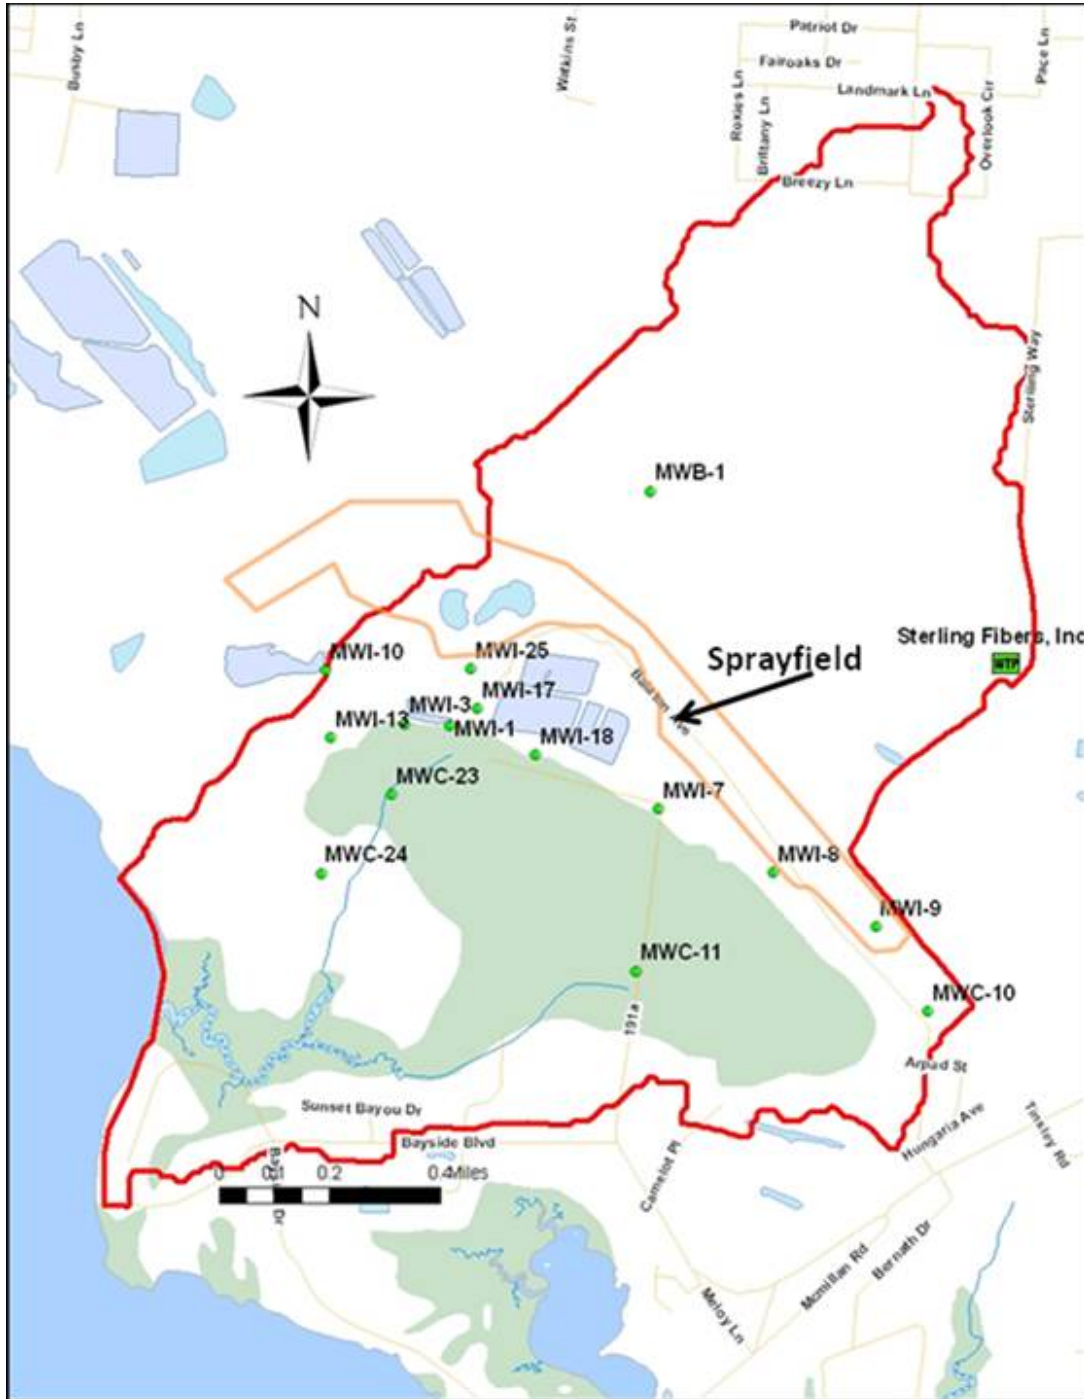 Patriot Dr
Busby Ln
Watkins St
Pace Ln
Fairoaks Dr
Landmark Ln
Roxies Ln
Brittany Ln
Overlook Cir
Breezy Ln
N
Sterling Way
MWB-1
Sterling Fibers, Inc
WTP
Sprayfield
MWI-10
MWI-25
MWI-17
MWI-3
MWI-13
MWI-1
MWI-18
MWC-23
MWI-7
MWC-24
MWI-8
MWI-9
MWC-11
MWC-10
191a
Arpad St
Sunset Bayou Dr
Bayside Blvd
Hungaria Ave
Tinsley Rd
Camelot Pl
0 0.1 0.2 0.4 Miles
Dr
Bernath Dr
Mcmillan Rd
Meloy Ln